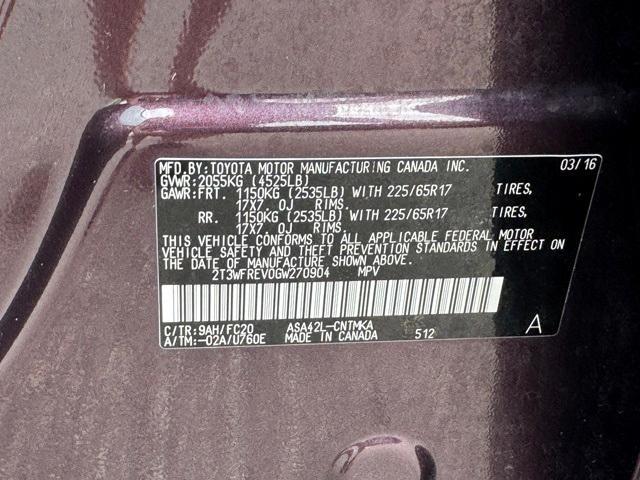 MFD.BY:TOYOTA MOTOR MANUFACTURING CANADA INC. 03/16
GVWR:2055KG (4525LB)
GAWR:FRT. 1150KG (2535LB) WITH 225/65R17 TIRES,
17X7.0J RIMS.
RR. 1150KG (2535LB) WITH 225/65R17 TIRES,
17X7.0J RIMS.
THIS VEHICLE CONFORMS TO ALL APPLICABLE FEDERAL MOTOR
VEHICLE SAFETY AND THEFT PREVENTION STANDARDS IN EFFECT ON
THE DATE OF MANUFACTURE SHOWN ABOVE.
2T3WFREV0GW270904 MPV
C/TR:9AH/FC20 ASA42L-CNTMKA
A/TM:-02A/U760E MADE IN CANADA 512 A